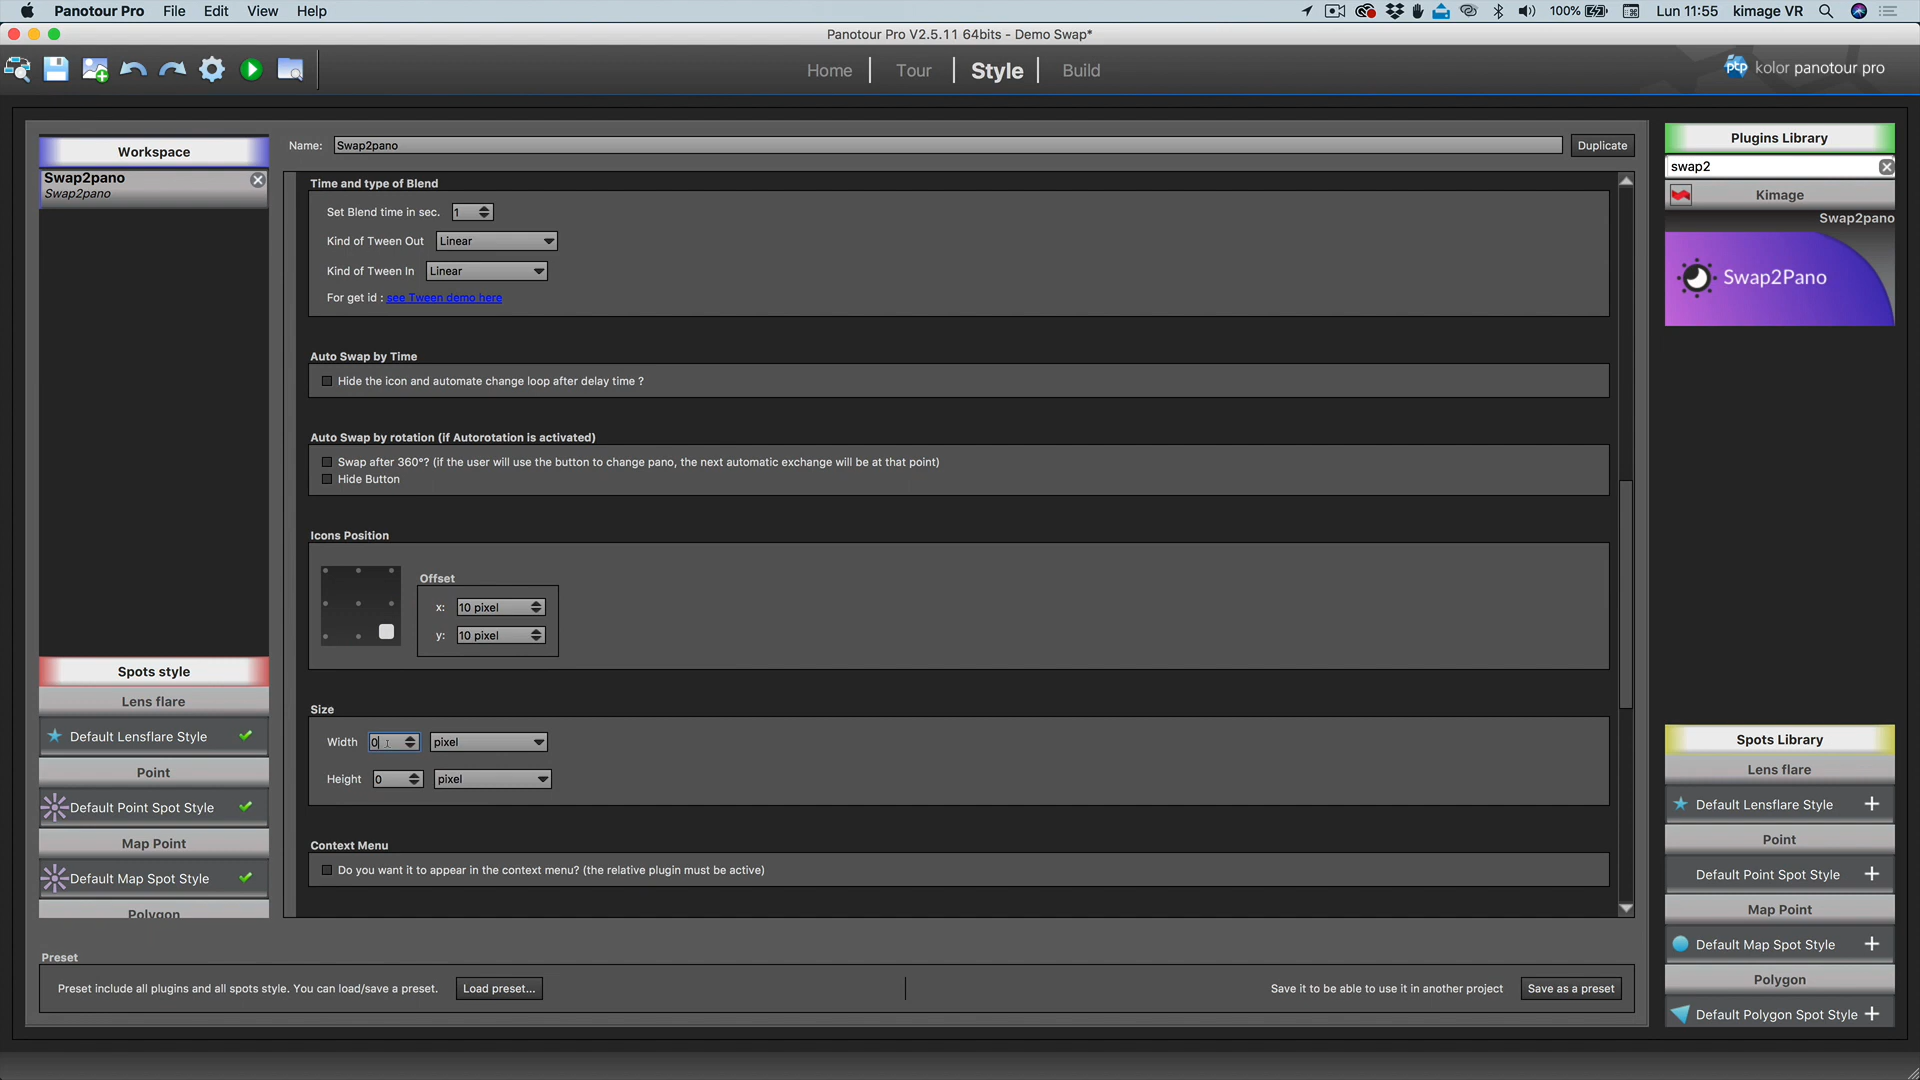 Panotour Pro File Edit View Help 100% Lun 11:55 kimage VR
Panotour Pro V2.5.11 64bits - Demo Swap*
Home Tour Style Build
ptp kolor panotour pro
Workspace
Swap2pano
Swap2pano
Name: Swap2pano Duplicate
Time and type of Blend
Set Blend time in sec. 1
Kind of Tween Out Linear
Kind of Tween In Linear
For get id : see Tween demo here
Auto Swap by Time
Hide the icon and automate change loop after delay time ?
Auto Swap by rotation (if Autorotation is activated)
Swap after 360°? (if the user will use the button to change pano, the next automatic exchange will be at that point)
Hide Button
Icons Position
Offset
x: 10 pixel
y: 10 pixel
Size
Width 0 pixel
Height 0 pixel
Context Menu
Do you want it to appear in the context menu? (the relative plugin must be active)
Spots style
Lens flare
Default Lensflare Style
Point
Default Point Spot Style
Map Point
Default Map Spot Style
Polygon
Plugins Library
swap2
Kimage
Swap2pano
Swap2Pano
Spots Library
Lens flare
Default Lensflare Style
Point
Default Point Spot Style
Map Point
Default Map Spot Style
Polygon
Default Polygon Spot Style
Preset
Preset include all plugins and all spots style. You can load/save a preset. Load preset... Save it to be able to use it in another project Save as a preset